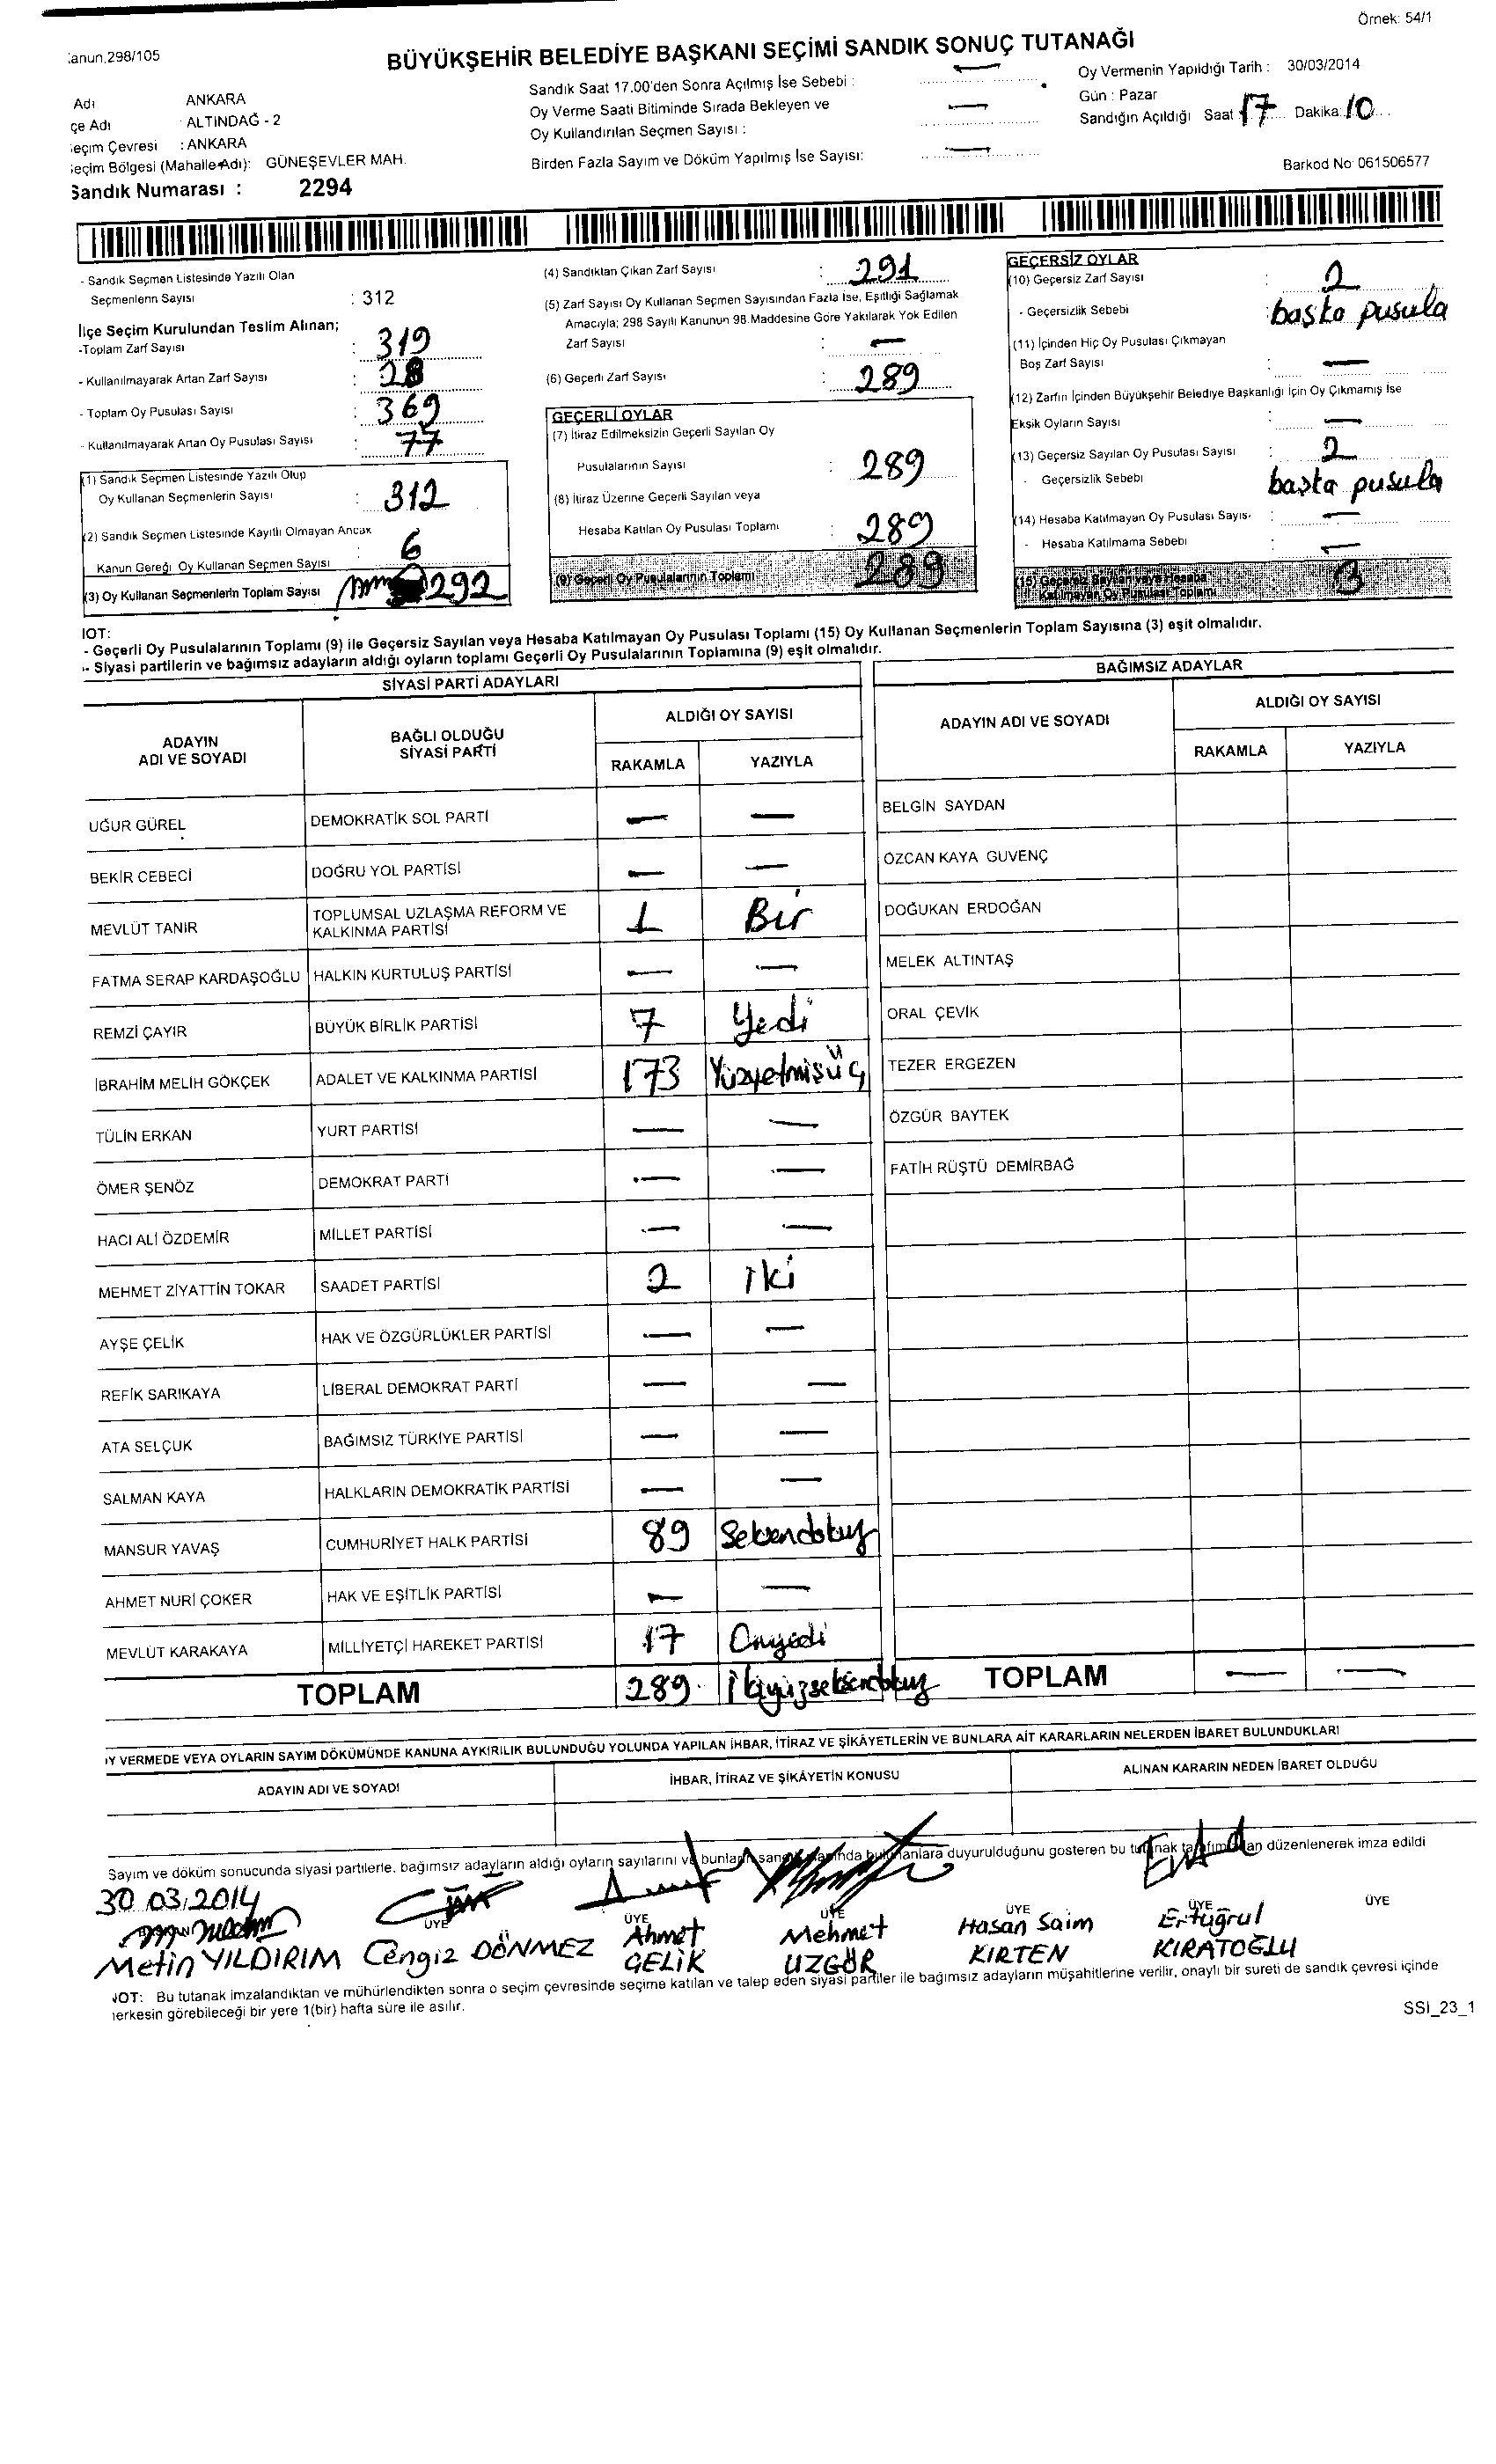 Örnek: 54/1
anun.298/105
BÜYÜKŞEHİR BELEDİYE BAŞKANI SEÇİMİ SANDIK SONUÇ TUTANAĞI
Adı ANKARA
çe Adı : ALTINDAĞ - 2
eçim Çevresi : ANKARA
eçim Bölgesi (Mahalle Adı): GÜNEŞEVLER MAH.
Sandık Numarası : 2294
Sandık Saat 17.00'den Sonra Açılmış İse Sebebi : —
Oy Verme Saati Bitiminde Sırada Bekleyen ve
Oy Kullandırılan Seçmen Sayısı : —
Birden Fazla Sayım ve Döküm Yapılmış İse Sayısı: —
Oy Vermenin Yapıldığı Tarih : 30/03/2014
Gün : Pazar
Sandığın Açıldığı Saat 17 Dakika: 10
Barkod No: 061506577
- Sandık Seçmen Listesinde Yazılı Olan
Seçmenlerin Sayısı : 312
İlçe Seçim Kurulundan Teslim Alınan;
-Toplam Zarf Sayısı : 319
- Kullanılmayarak Artan Zarf Sayısı : 28
- Toplam Oy Pusulası Sayısı : 369
- Kullanılmayarak Artan Oy Pusulası Sayısı : 77
(1) Sandık Seçmen Listesinde Yazılı Olup
Oy Kullanan Seçmenlerin Sayısı : 312
(2) Sandık Seçmen Listesinde Kayıtlı Olmayan Ancak
Kanun Gereği Oy Kullanan Seçmen Sayısı 6
(3) Oy Kullanan Seçmenlerin Toplam Sayısı 292
(4) Sandıktan Çıkan Zarf Sayısı : 291
(5) Zarf Sayısı Oy Kullanan Seçmen Sayısından Fazla İse, Eşitliği Sağlamak
Amacıyla; 298 Sayılı Kanunun 98.Maddesine Göre Yakılarak Yok Edilen
Zarf Sayısı : —
(6) Geçerli Zarf Sayısı : 289
GEÇERLİ OYLAR
(7) İtiraz Edilmeksizin Geçerli Sayılan Oy
Pusulalarının Sayısı : 289
(8) İtiraz Üzerine Geçerli Sayılan veya
Hesaba Katılan Oy Pusulası Toplamı : 289
(9) Geçerli Oy Pusulalarının Toplamı 289
GEÇERSİZ OYLAR
(10) Geçersiz Zarf Sayısı : 2
- Geçersizlik Sebebi : başka pusula
(11) İçinden Hiç Oy Pusulası Çıkmayan
Boş Zarf Sayısı : —
(12) Zarfın İçinden Büyükşehir Belediye Başkanlığı İçin Oy Çıkmamış İse
Eksik Oyların Sayısı : —
(13) Geçersiz Sayılan Oy Pusulası Sayısı : 2
- Geçersizlik Sebebi başka pusula
(14) Hesaba Katılmayan Oy Pusulası Sayıs. : —
- Hesaba Katılmama Sebebi : —
(15) Geçersiz Sayılan veya Hesaba
Katılmayan Oy Pusulası Toplamı 3
IOT:
- Geçerli Oy Pusulalarının Toplamı (9) ile Geçersiz Sayılan veya Hesaba Katılmayan Oy Pusulası Toplamı (15) Oy Kullanan Seçmenlerin Toplam Sayısına (3) eşit olmalıdır.
- Siyasi partilerin ve bağımsız adayların aldığı oyların toplamı Geçerli Oy Pusulalarının Toplamına (9) eşit olmalıdır.
SİYASİ PARTİ ADAYLARI
ADAYIN ADI VE SOYADI BAĞLI OLDUĞU SİYASİ PARTİ ALDIĞI OY SAYISI
RAKAMLA YAZIYLA
UĞUR GÜREL DEMOKRATİK SOL PARTİ — —
BEKİR CEBECİ DOĞRU YOL PARTİSİ — —
MEVLÜT TANIR TOPLUMSAL UZLAŞMA REFORM VE KALKINMA PARTİSİ 1 Bir
FATMA SERAP KARDAŞOĞLU HALKIN KURTULUŞ PARTİSİ — —
REMZİ ÇAYIR BÜYÜK BİRLİK PARTİSİ 7 Yedi
İBRAHİM MELİH GÖKÇEK ADALET VE KALKINMA PARTİSİ 173 Yüzyetmişüç
TÜLİN ERKAN YURT PARTİSİ — —
ÖMER ŞENÖZ DEMOKRAT PARTİ — —
HACI ALİ ÖZDEMİR MİLLET PARTİSİ — —
MEHMET ZİYATTİN TOKAR SAADET PARTİSİ 2 iki
AYŞE ÇELİK HAK VE ÖZGÜRLÜKLER PARTİSİ — —
REFİK SARIKAYA LİBERAL DEMOKRAT PARTİ — —
ATA SELÇUK BAĞIMSIZ TÜRKİYE PARTİSİ — —
SALMAN KAYA HALKLARIN DEMOKRATİK PARTİSİ — —
MANSUR YAVAŞ CUMHURİYET HALK PARTİSİ 89 Seksendokuz
AHMET NURİ ÇOKER HAK VE EŞİTLİK PARTİSİ — —
MEVLÜT KARAKAYA MİLLİYETÇİ HAREKET PARTİSİ 17 Onyedi
TOPLAM 289 ikiyüzseksendokuz
BAĞIMSIZ ADAYLAR
ADAYIN ADI VE SOYADI ALDIĞI OY SAYISI
RAKAMLA YAZIYLA
BELGİN SAYDAN
ÖZCAN KAYA GÜVENÇ
DOĞUKAN ERDOĞAN
MELEK ALTINTAŞ
ORAL ÇEVİK
TEZER ERGEZEN
ÖZGÜR BAYTEK
FATİH RÜŞTÜ DEMİRBAĞ
TOPLAM — —
Y VERMEDE VEYA OYLARIN SAYIM DÖKÜMÜNDE KANUNA AYKIRILIK BULUNDUĞU YOLUNDA YAPILAN İHBAR, İTİRAZ VE ŞİKÂYETLERİN VE BUNLARA AİT KARARLARIN NELERDEN İBARET BULUNDUKLARI
ADAYIN ADI VE SOYADI İHBAR, İTİRAZ VE ŞİKÂYETİN KONUSU ALINAN KARARIN NEDEN İBARET OLDUĞU
Sayım ve döküm sonucunda siyasi partilerle, bağımsız adayların aldığı oyların sayılarını ve bunların duyurulduğunu gösteren bu tutanak düzenlenerek imza edildi
30 03.2014
ÜYE ÜYE ÜYE ÜYE ÜYE ÜYE
Metin YILDIRIM Cengiz DÖNMEZ Ahmet ÇELİK Mehmet UZGÖR Hasan Saim KIRTEN Ertuğrul KIRATOĞLU
NOT: Bu tutanak imzalandıktan ve mühürlendikten sonra o seçim çevresinde seçime katılan ve talep eden siyasi partiler ile bağımsız adayların müşahitlerine verilir, onaylı bir sureti de sandık çevresi içinde
herkesin görebileceği bir yere 1(bir) hafta süre ile asılır.
SSI_23_1